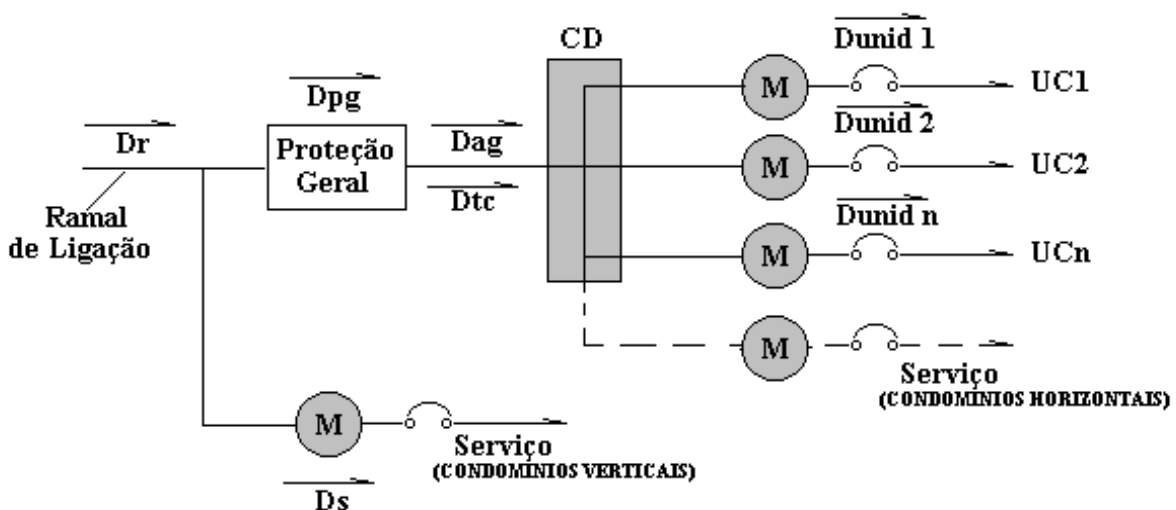 CD
Dunid 1
M
UC1
Dpg
Dr
Proteção
Geral
Dag
Dtc
Dunid 2
M
UC2
Ramal
de Ligação
Dunid n
M
UCn
M
Serviço
(CONDOMÍNIOS HORIZONTAIS)
M
Serviço
(CONDOMÍNIOS VERTICAIS)
Ds